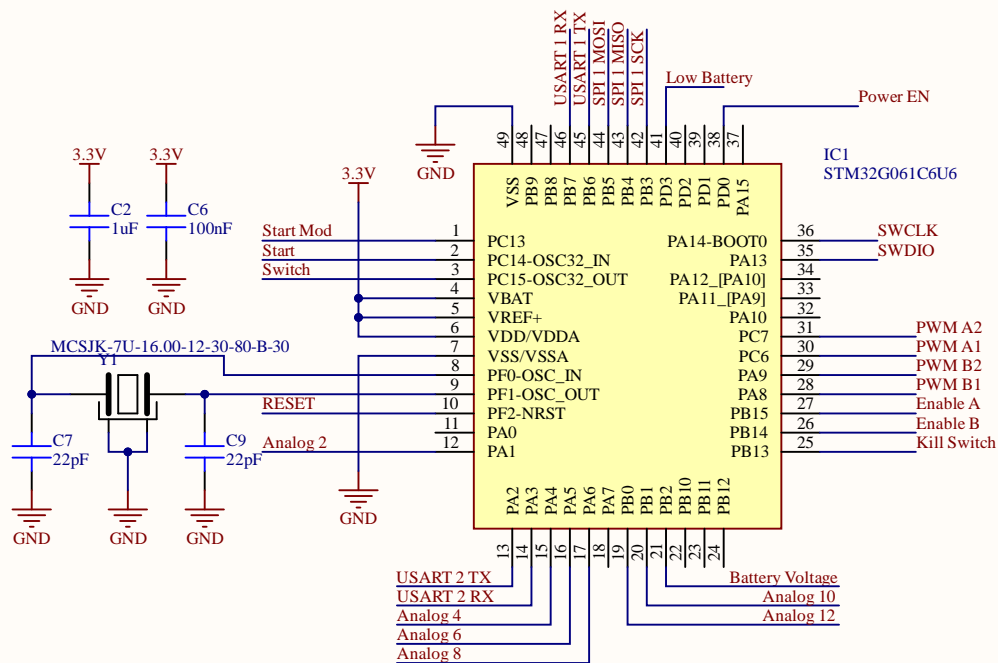 USART 1 RX
USART 1 TX
SPI 1 MOSI
SPI 1 MISO
SPI 1 SCK
Low Battery
Power EN
49
48
47
46
45
44
43
42
41
40
39
38
37
GND
IC1
STM32G061C6U6
VSS
PB9
PB8
PB7
PB6
PB5
PB4
PB3
PD3
PD2
PD1
PD0
PA15
3.3V
3.3V
3.3V
C2
1uF
C6
100nF
GND
GND
Start Mod
1
PC13
Start
2
PC14-OSC32_IN
Switch
3
PC15-OSC32_OUT
4
VBAT
5
VREF+
6
VDD/VDDA
7
VSS/VSSA
8
PF0-OSC_IN
9
PF1-OSC_OUT
RESET
10
PF2-NRST
11
PA0
Analog 2
12
PA1
PA14-BOOT0
36
SWCLK
PA13
35
SWDIO
PA12_[PA10]
34
PA11_[PA9]
33
PA10
32
PC7
31
PWM A2
PC6
30
PWM A1
PA9
29
PWM B2
PA8
28
PWM B1
PB15
27
Enable A
PB14
26
Enable B
PB13
25
Kill Switch
MCSJK-7U-16.00-12-30-80-B-30
Y1
C7
22pF
C9
22pF
GND
GND
GND
GND
PA2
PA3
PA4
PA5
PA6
PA7
PB0
PB1
PB2
PB10
PB11
PB12
13
14
15
16
17
18
19
20
21
22
23
24
USART 2 TX
USART 2 RX
Analog 4
Analog 6
Analog 8
Battery Voltage
Analog 10
Analog 12